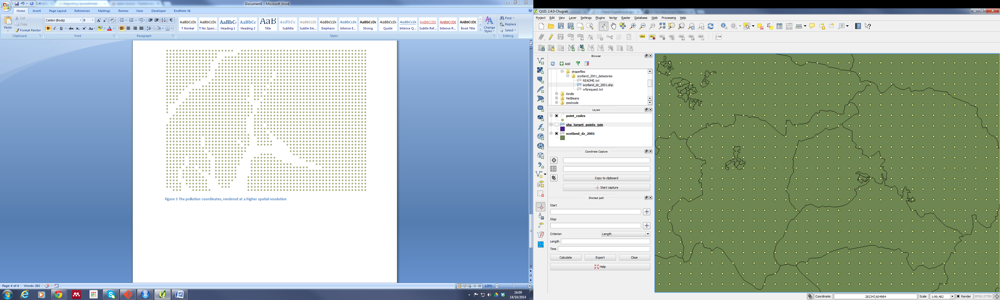 Document1 - Microsoft Word
Home Insert Page Layout References Mailings Review View Developer EndNote X6
Paste
Cut
Copy
Format Painter
Clipboard
Calibri (Body) 9
Font
Paragraph
AaBbCcDc AaBbCcDc AaBbC AaBbCc AaB AaBbCc. AaBbCcDc AaBbCcDc AaBbCcDc AaBbCcDc AaBbCcDc AaBbCcDc AABBCCDC AABBCCDC AABBCCDC
¶ Normal ¶ No Spaci... Heading 1 Heading 2 Title Subtitle Subtle Em... Emphasis Intense E... Strong Quote Intense Q... Subtle Ref... Intense R... Book Title
Change Styles
Styles
Find
Replace
Select
Editing
Figure 3 The pollution coordinates, rendered at a higher spatial resolution
Page: 4 of 4 Words: 292
120%
16:09
14/10/2014
QGIS 2.4.0-Chugiak
Project Edit View Layer Settings Plugins Vector Raster Database Web Processing Help
CSW
Browser
Add
shapefiles
scotland_2001_datazones
README.txt
scotland_dz_2001.shp
wfsrequest.txt
Kindle
NetBeans
postcode
Layers
point_codes
shp_target_points_join
scotland_dz_2001
Coordinate Capture
Copy to clipboard
Start capture
Shortest path
Start
Stop
Criterion Length
Length
Time
Calculate Export Clear
Help
Coordinate: 282347,604984 Scale 1:99,482 Render EPSG:27700